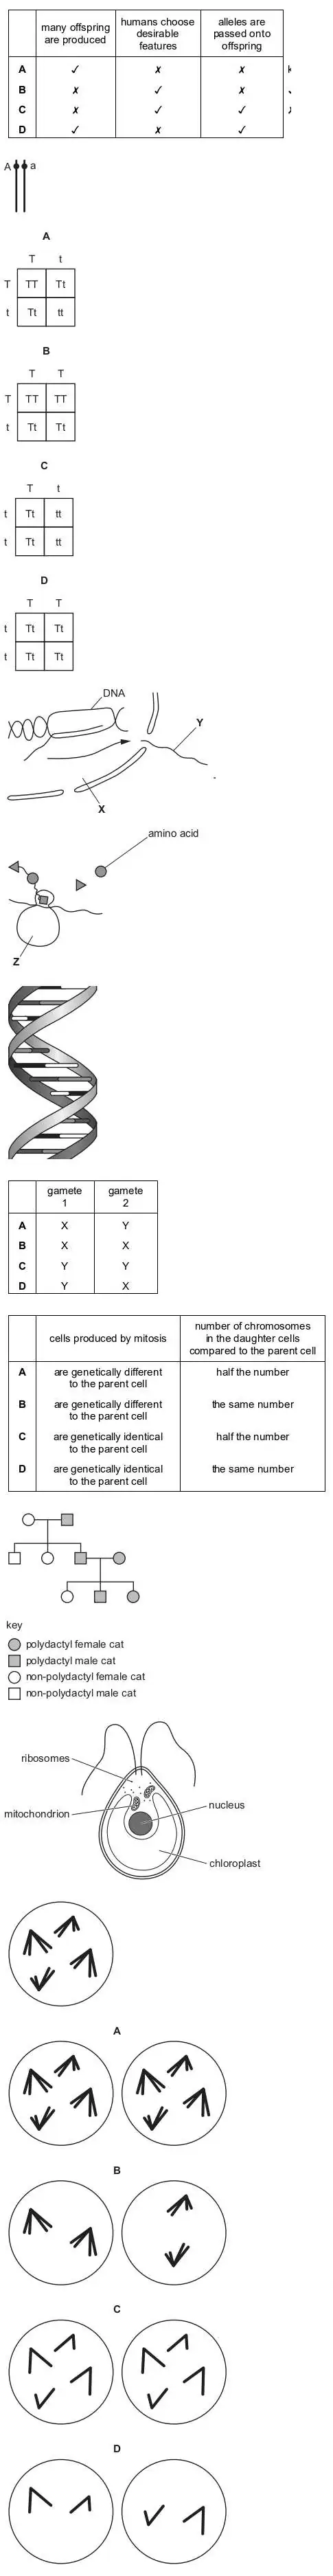 many offspring are produced humans choose desirable features alleles are passed onto offspring
A ✓ ✗ ✗
B ✗ ✓ ✗
C ✗ ✓ ✓
D ✓ ✗ ✓
A a
A
T t
T TT Tt
t Tt tt
B
T T
T TT TT
t Tt Tt
C
T t
t Tt tt
t Tt tt
D
T T
t Tt Tt
t Tt Tt
DNA
Y
X
amino acid
Z
gamete 1 gamete 2
A X Y
B X X
C Y Y
D Y X
cells produced by mitosis number of chromosomes in the daughter cells compared to the parent cell
A are genetically different to the parent cell half the number
B are genetically different to the parent cell the same number
C are genetically identical to the parent cell half the number
D are genetically identical to the parent cell the same number
key
polydactyl female cat
polydactyl male cat
non-polydactyl female cat
non-polydactyl male cat
ribosomes
nucleus
mitochondrion
chloroplast
A
B
C
D